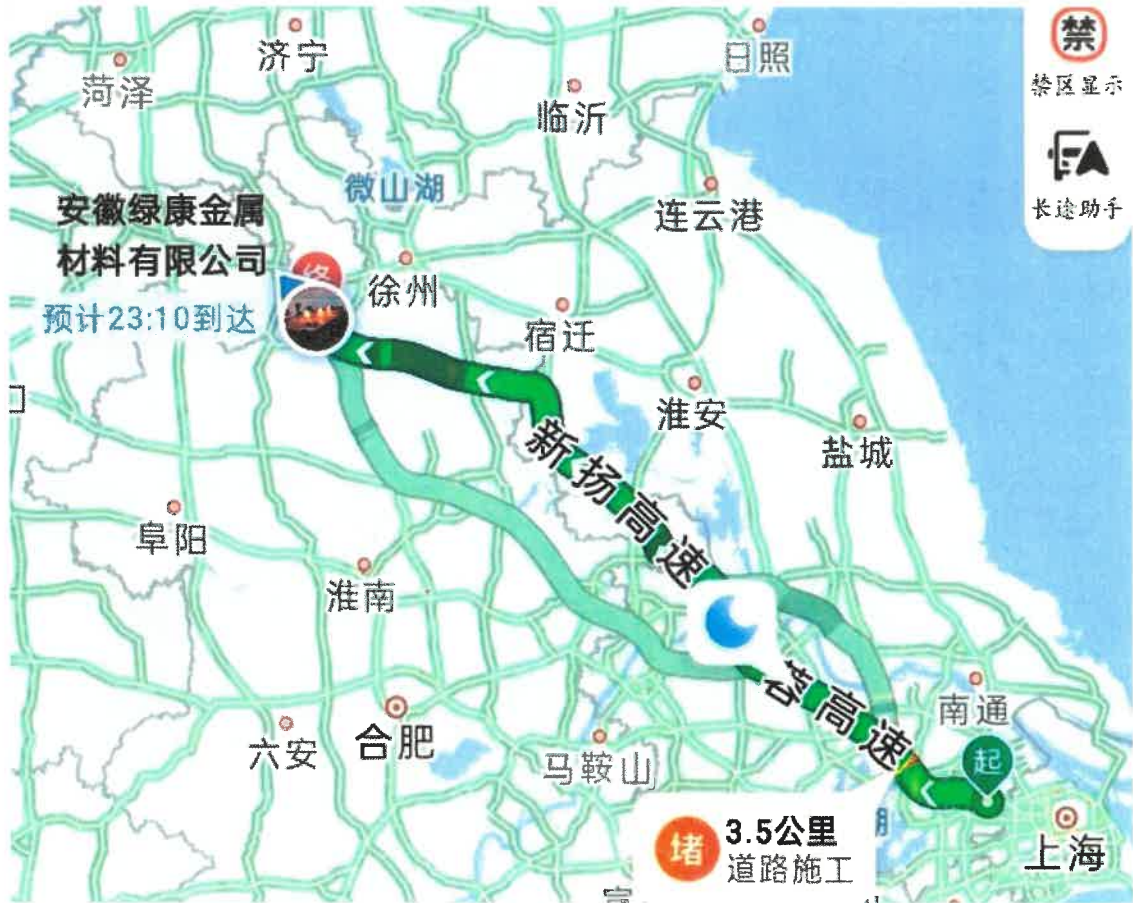 济宁
日照
菏泽
临沂
禁
禁区显示
微山湖
长途助手
安徽绿康金属
材料有限公司
连云港
终
徐州
预计23:10到达
宿迁
淮安
盐城
新扬高速
阜阳
淮南
南通
高速
合肥
六安
马鞍山
起
堵
3.5公里
道路施工
湖
上海